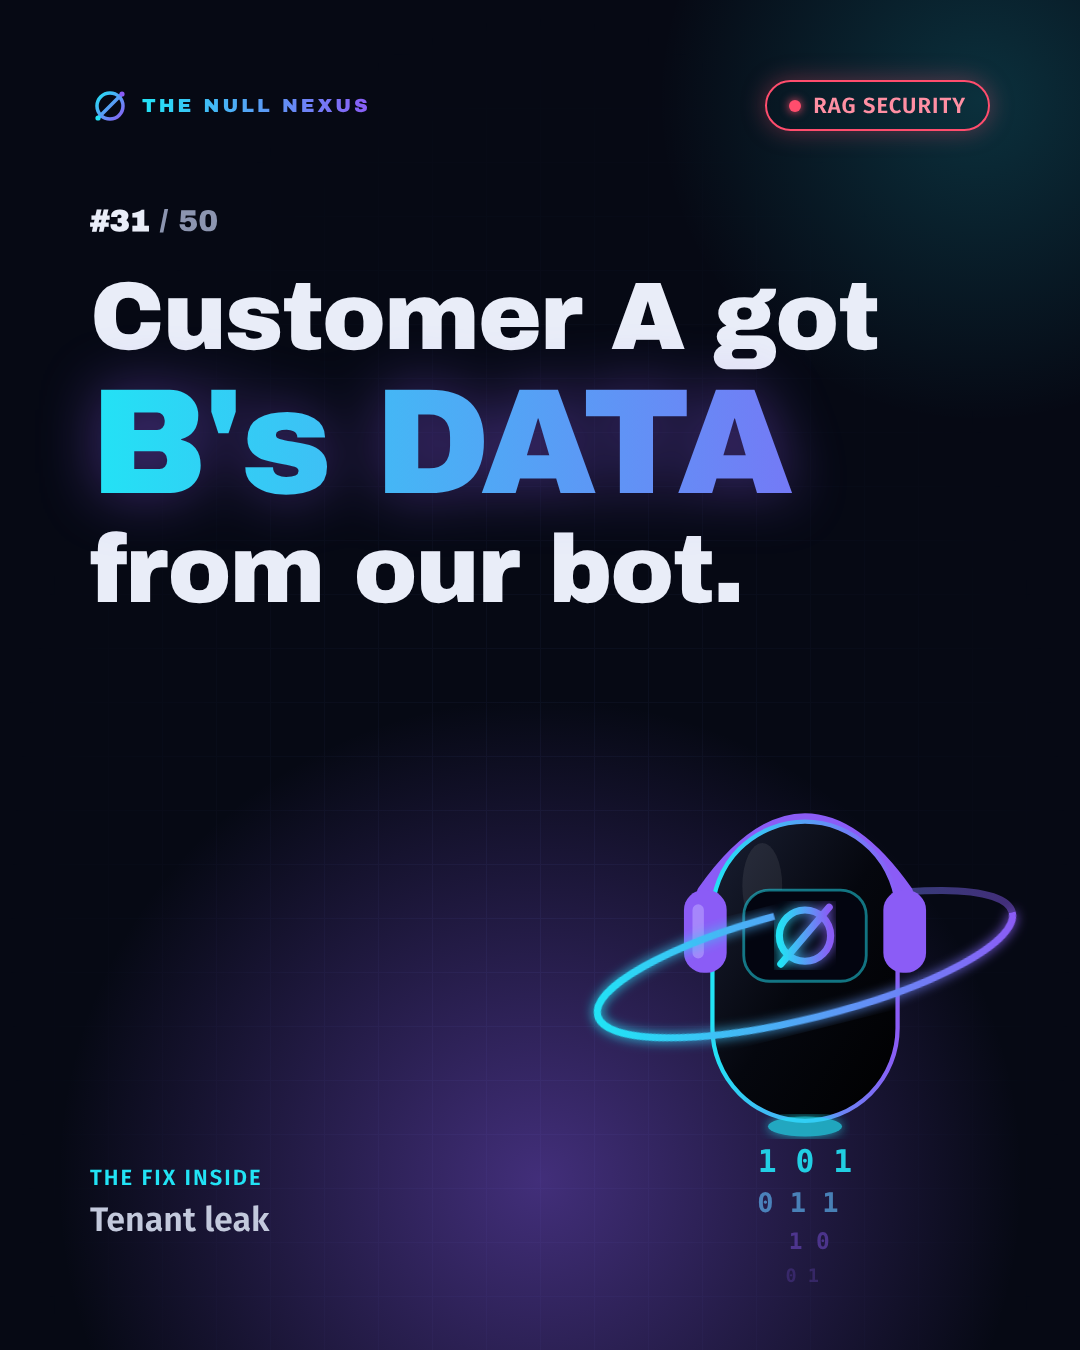 THE NULL NEXUS
RAG SECURITY
#31 / 50
Customer A got
B's DATA
from our bot.
1 0 1
0 1 1
1 0
0 1
THE FIX INSIDE
Tenant leak